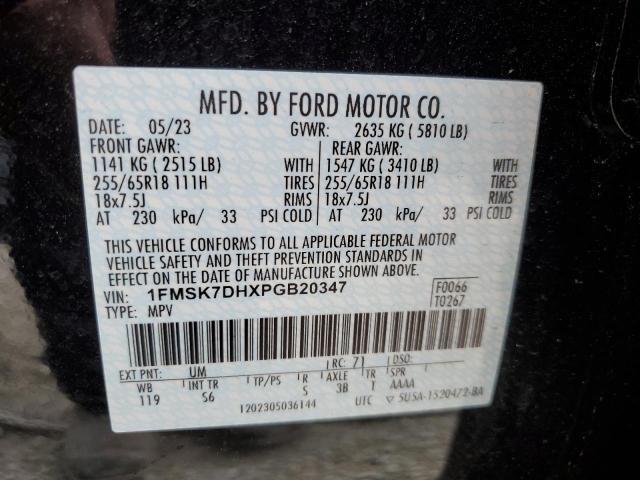 MFD. BY FORD MOTOR CO.
DATE: 05/23 GVWR: 2635 KG ( 5810 LB)
FRONT GAWR: REAR GAWR:
1141 KG ( 2515 LB) WITH 1547 KG ( 3410 LB) WITH
255/65R18 111H TIRES 255/65R18 111H TIRES
18x7.5J RIMS 18x7.5J RIMS
AT 230 kPa/ 33 PSI COLD AT 230 kPa/ 33 PSI COLD
THIS VEHICLE CONFORMS TO ALL APPLICABLE FEDERAL MOTOR
VEHICLE SAFETY AND THEFT PREVENTION STANDARDS IN
EFFECT ON THE DATE OF MANUFACTURE SHOWN ABOVE.
VIN: 1FMSK7DHXPGB20347 F0066
TYPE: MPV T0267
EXT PNT: UM RC: 71 DSO:
WB INT TR TP/PS R AXLE TR SPR
119 S6 S 3B T AAAA
1202305036144 UTC ▽ 5U5A-1520472-BA